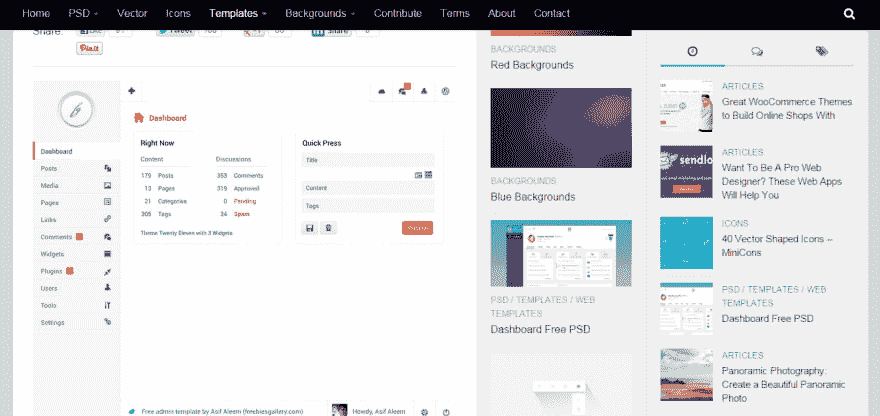 Home PSD Vector Icons Templates Backgrounds Contribute Terms About Contact
Share:
Like
Tweet
Share
Pin it
Dashboard
Posts
Media
Pages
Links
Comments
Widgets
Plugins
Users
Tools
Settings
Dashboard
Right Now
Content Discussions
179 Posts 353 Comments
13 Pages 319 Approved
21 Categories 0 Pending
305 Tags 34 Spam
Theme Twenty Eleven with 3 Widgets
Quick Press
Title
Content
Tags
Free admin template by Asif Aleem (freebiesgallery.com)
Howdy, Asif Aleem
BACKGROUNDS
Red Backgrounds
BACKGROUNDS
Blue Backgrounds
PSD / TEMPLATES / WEB
TEMPLATES
Dashboard Free PSD
ARTICLES
Great WooCommerce Themes
to Build Online Shops With
ARTICLES
Want To Be A Pro Web
Designer? These Web Apps
Will Help You
ICONS
40 Vector Shaped Icons –
MiniCons
PSD / TEMPLATES / WEB
TEMPLATES
Dashboard Free PSD
ARTICLES
Panoramic Photography:
Create a Beautiful Panoramic
Photo